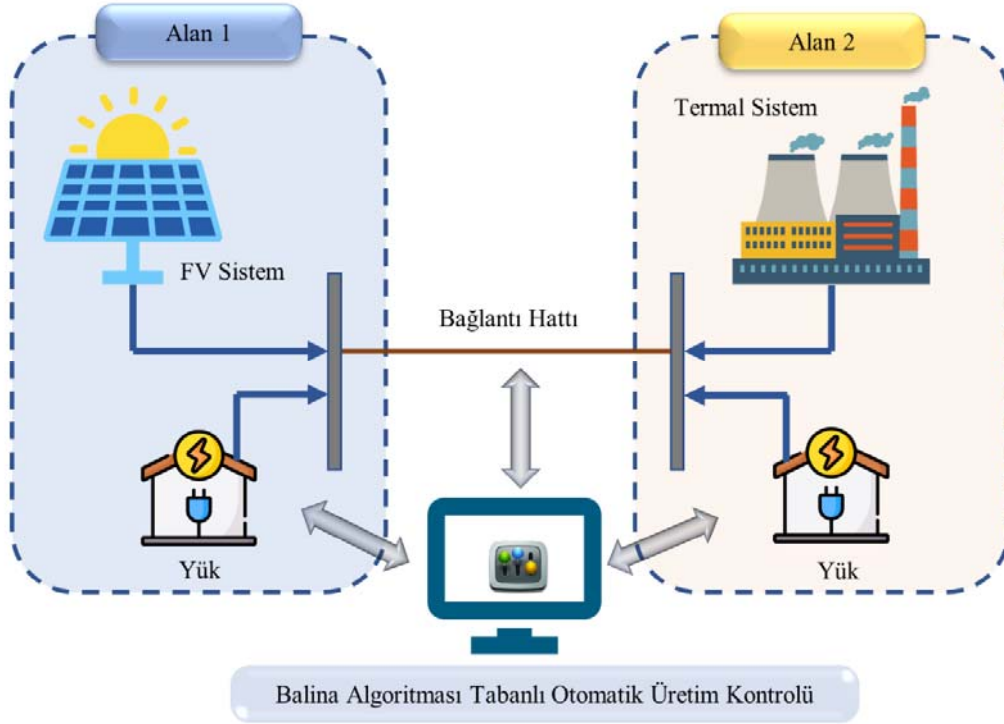 Alan 1
Alan 2
Termal Sistem
FV Sistem
Bağlantı Hattı
Yük
Yük
Balina Algoritması Tabanlı Otomatik Üretim Kontrolü